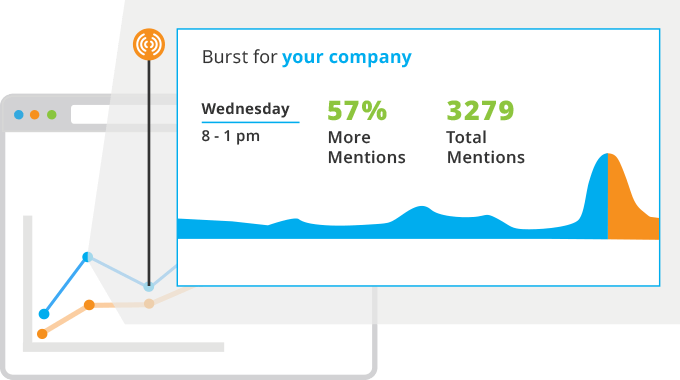 Burst for your company
Wednesday
8 - 1 pm
57%
More
Mentions
3279
Total
Mentions